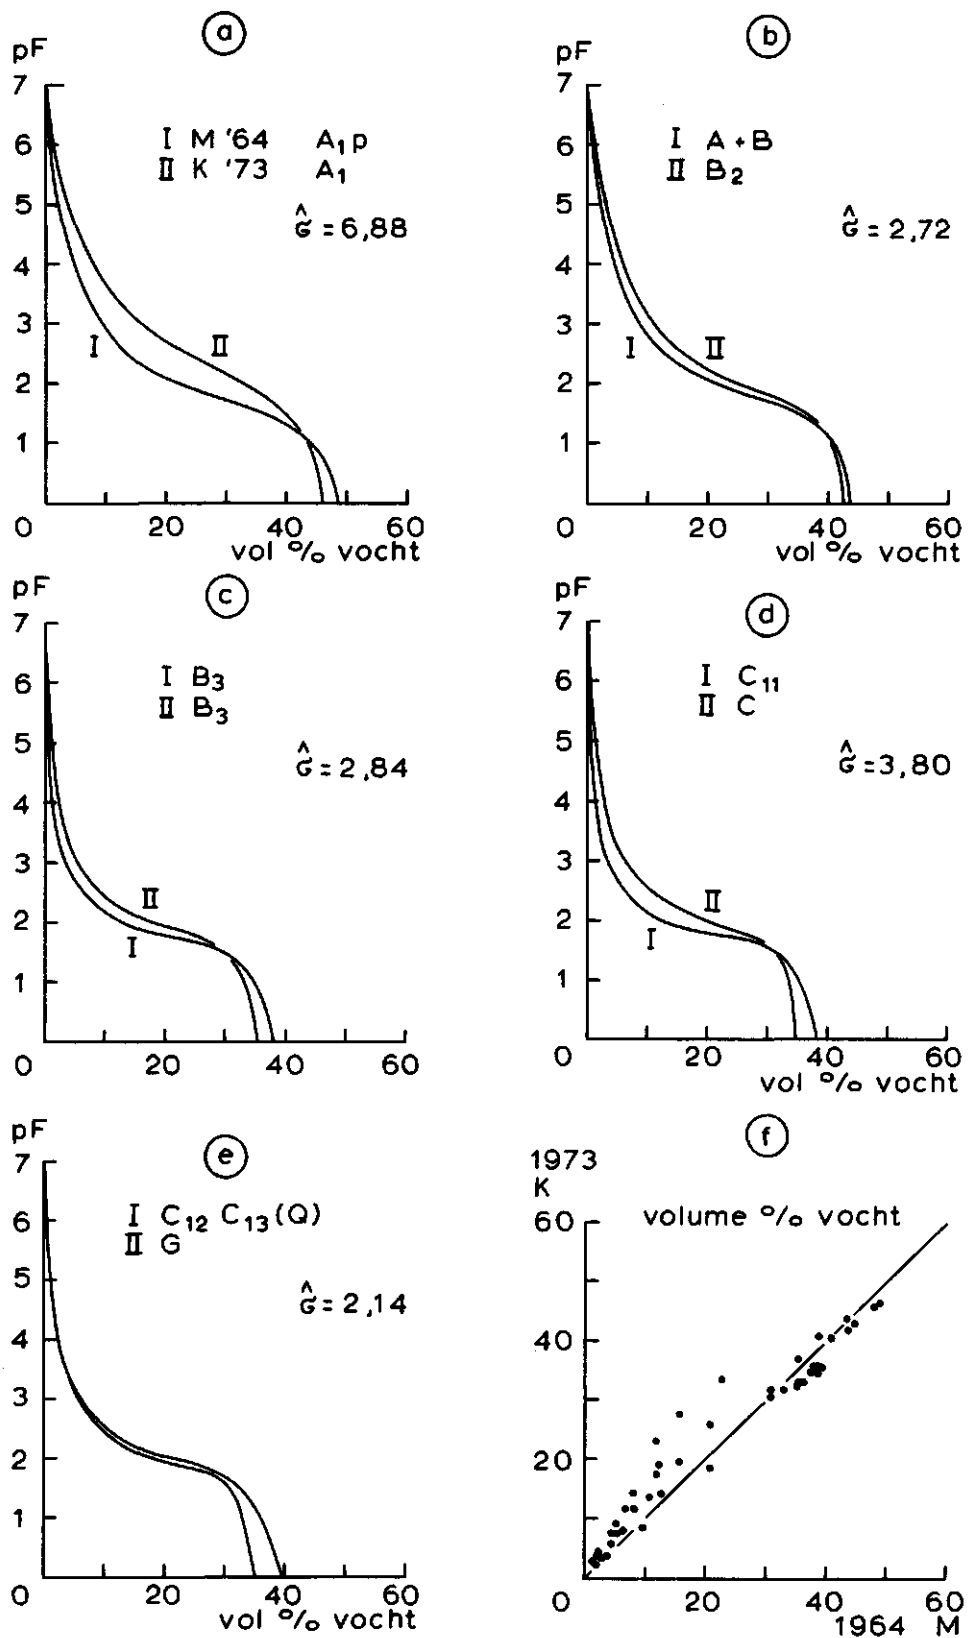 a
pF
7
6
5
4
3
2
1
0
20
40
60
vol % vocht
I M '64 A₁p
II K '73 A₁
σ̂ = 6,88
I
II
b
pF
7
6
5
4
3
2
1
0
20
40
60
vol % vocht
I A+B
II B₂
σ̂ = 2,72
I
II
c
pF
7
6
5
4
3
2
1
0
20
40
60
I B₃
II B₃
σ̂ = 2,84
II
I
d
pF
7
6
5
4
3
2
1
0
20
40
60
vol % vocht
I C₁₁
II C
σ̂ = 3,80
II
I
e
pF
7
6
5
4
3
2
1
0
20
40
60
vol % vocht
I C₁₂ C₁₃(Q)
II G
σ̂ = 2,14
f
1973
K
volume % vocht
60
40
20
0
20
40
60
1964 M